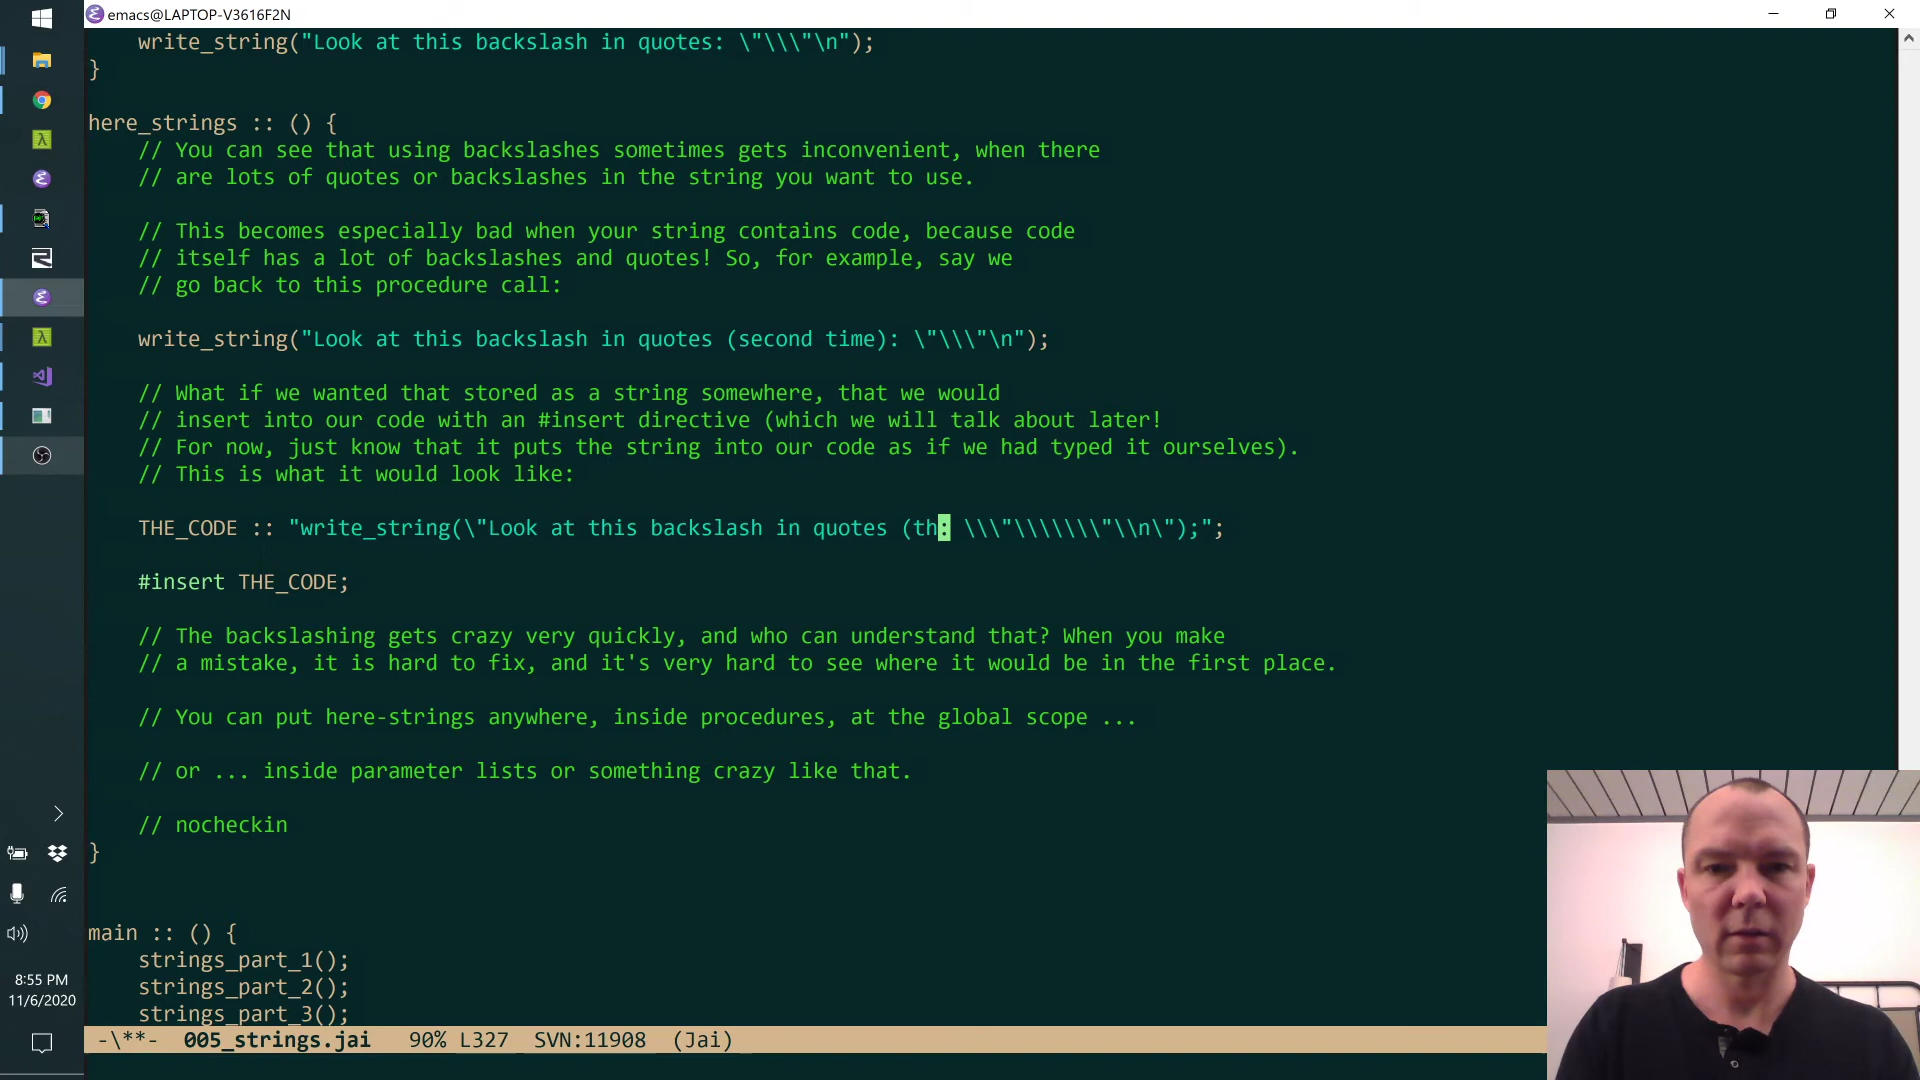 emacs@LAPTOP-V3616F2N
write_string("Look at this backslash in quotes: \"\\\"\n");
}
here_strings :: () {
// You can see that using backslashes sometimes gets inconvenient, when there
// are lots of quotes or backslashes in the string you want to use.
// This becomes especially bad when your string contains code, because code
// itself has a lot of backslashes and quotes! So, for example, say we
// go back to this procedure call:
write_string("Look at this backslash in quotes (second time): \"\\\"\n");
// What if we wanted that stored as a string somewhere, that we would
// insert into our code with an #insert directive (which we will talk about later!
// For now, just know that it puts the string into our code as if we had typed it ourselves).
// This is what it would look like:
THE_CODE :: "write_string(\"Look at this backslash in quotes (th: \\\"\\\\\\\"\\n\");";
#insert THE_CODE;
// The backslashing gets crazy very quickly, and who can understand that? When you make
// a mistake, it is hard to fix, and it's very hard to see where it would be in the first place.
// You can put here-strings anywhere, inside procedures, at the global scope ...
// or ... inside parameter lists or something crazy like that.
// nocheckin
}
main :: () {
strings_part_1();
strings_part_2();
strings_part_3();
-\**- 005_strings.jai 90% L327 SVN:11908 (Jai)
8:55 PM
11/6/2020